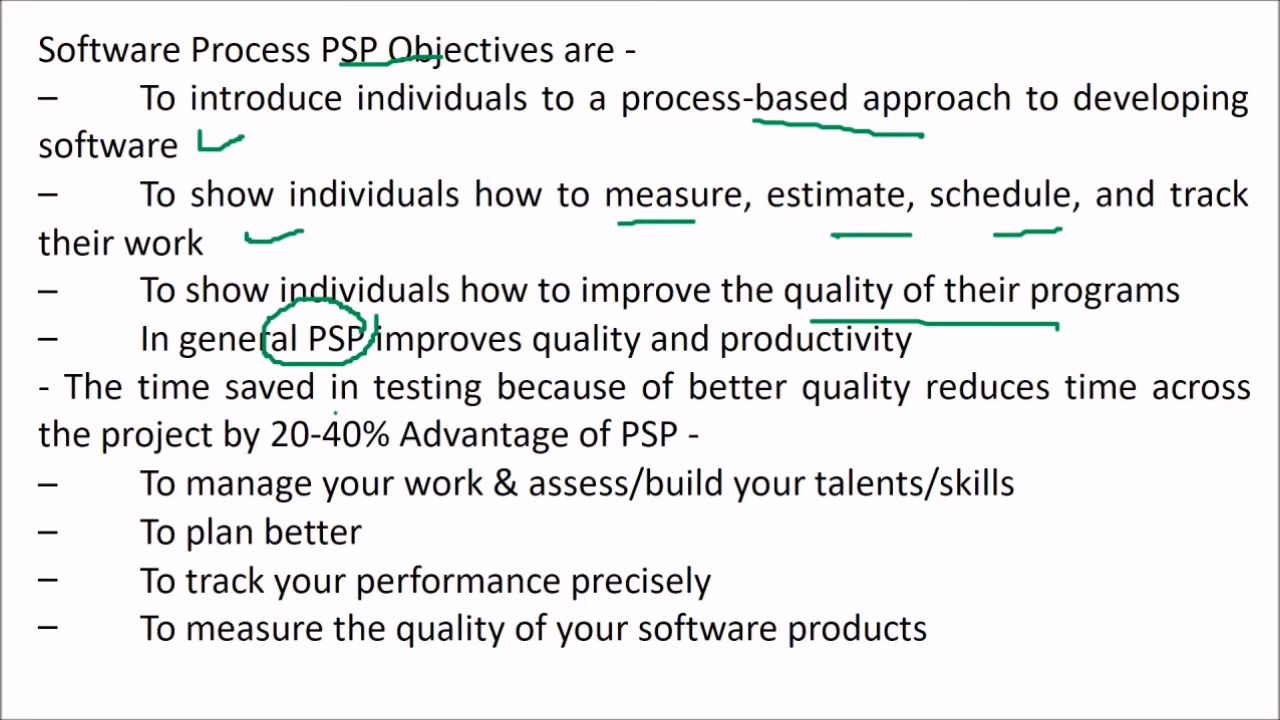 Software Process PSP Objectives are -
– To introduce individuals to a process-based approach to developing
software
– To show individuals how to measure, estimate, schedule, and track
their work
– To show individuals how to improve the quality of their programs
– In general PSP improves quality and productivity
- The time saved in testing because of better quality reduces time across
the project by 20-40% Advantage of PSP -
– To manage your work & assess/build your talents/skills
– To plan better
– To track your performance precisely
– To measure the quality of your software products